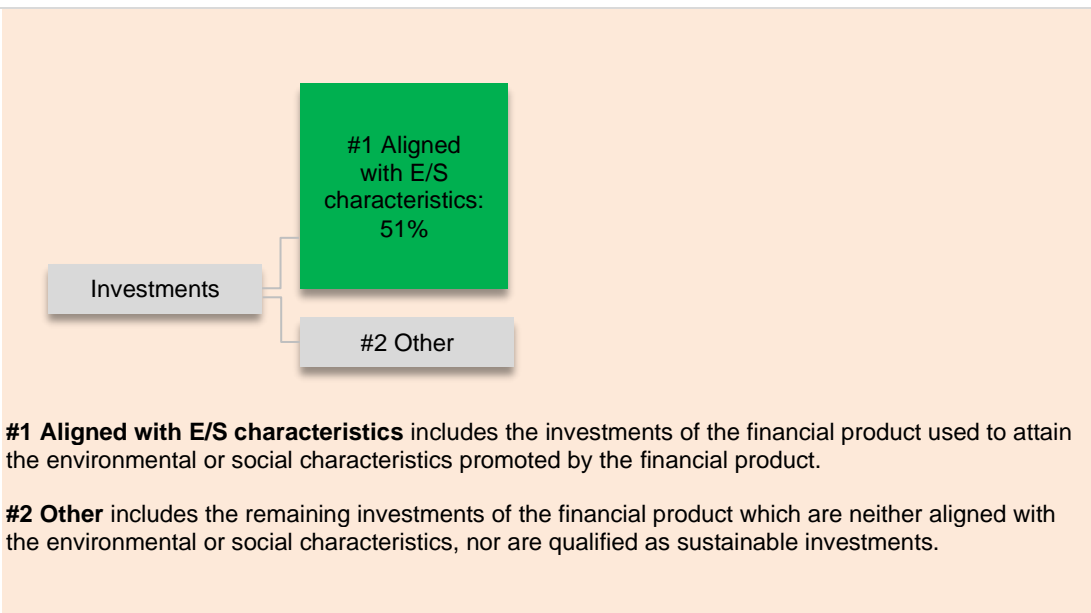 #1 Aligned
with E/S
characteristics:
51%
Investments
#2 Other
#1 Aligned with E/S characteristics includes the investments of the financial product used to attain
the environmental or social characteristics promoted by the financial product.
#2 Other includes the remaining investments of the financial product which are neither aligned with
the environmental or social characteristics, nor are qualified as sustainable investments.